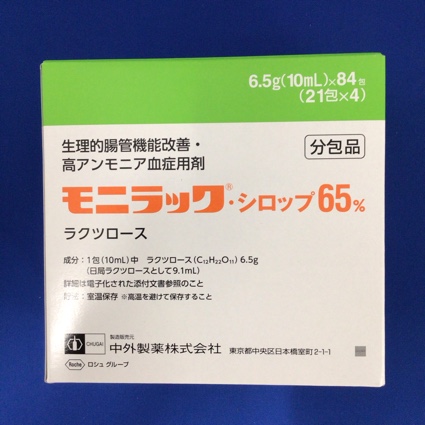 6.5g(10mL)×84包
(21包×4)
生理的腸管機能改善・
高アンモニア血症用剤
分包品
モニラック®・シロップ65%
ラクツロース
成分:1包(10mL)中 ラクツロース(C₁₂H₂₂O₁₁)6.5g
(日局ラクツロースとして9.1mL)
詳細は電子化された添付文書参照のこと
貯法:室温保存 ※高温を避けて保存すること
CHUGAI
製造販売元
中外製薬株式会社
東京都中央区日本橋室町2-1-1
Roche ロシュ グループ